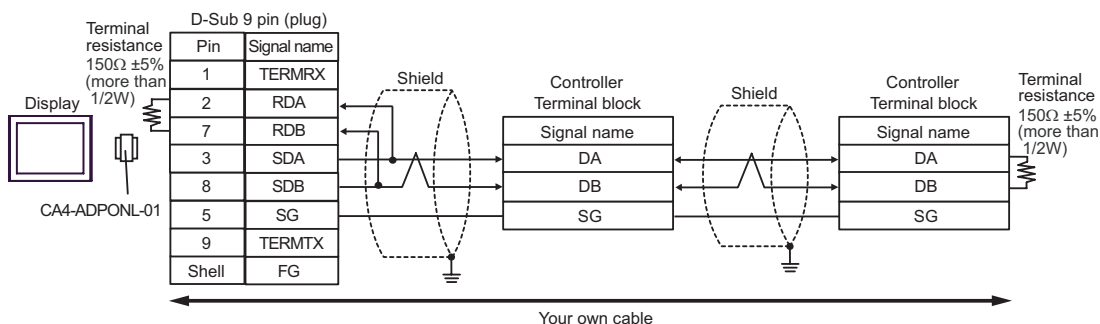 D-Sub 9 pin (plug)
Terminal
resistance
150Ω ±5%
(more than
1/2W)
Display
CA4-ADPONL-01
Pin Signal name
1 TERMRX
2 RDA
7 RDB
3 SDA
8 SDB
5 SG
9 TERMTX
Shell FG
Shield
Controller
Terminal block
Signal name
DA
DB
SG
Shield
Controller
Terminal block
Signal name
DA
DB
SG
Terminal
resistance
150Ω ±5%
(more than
1/2W)
Your own cable